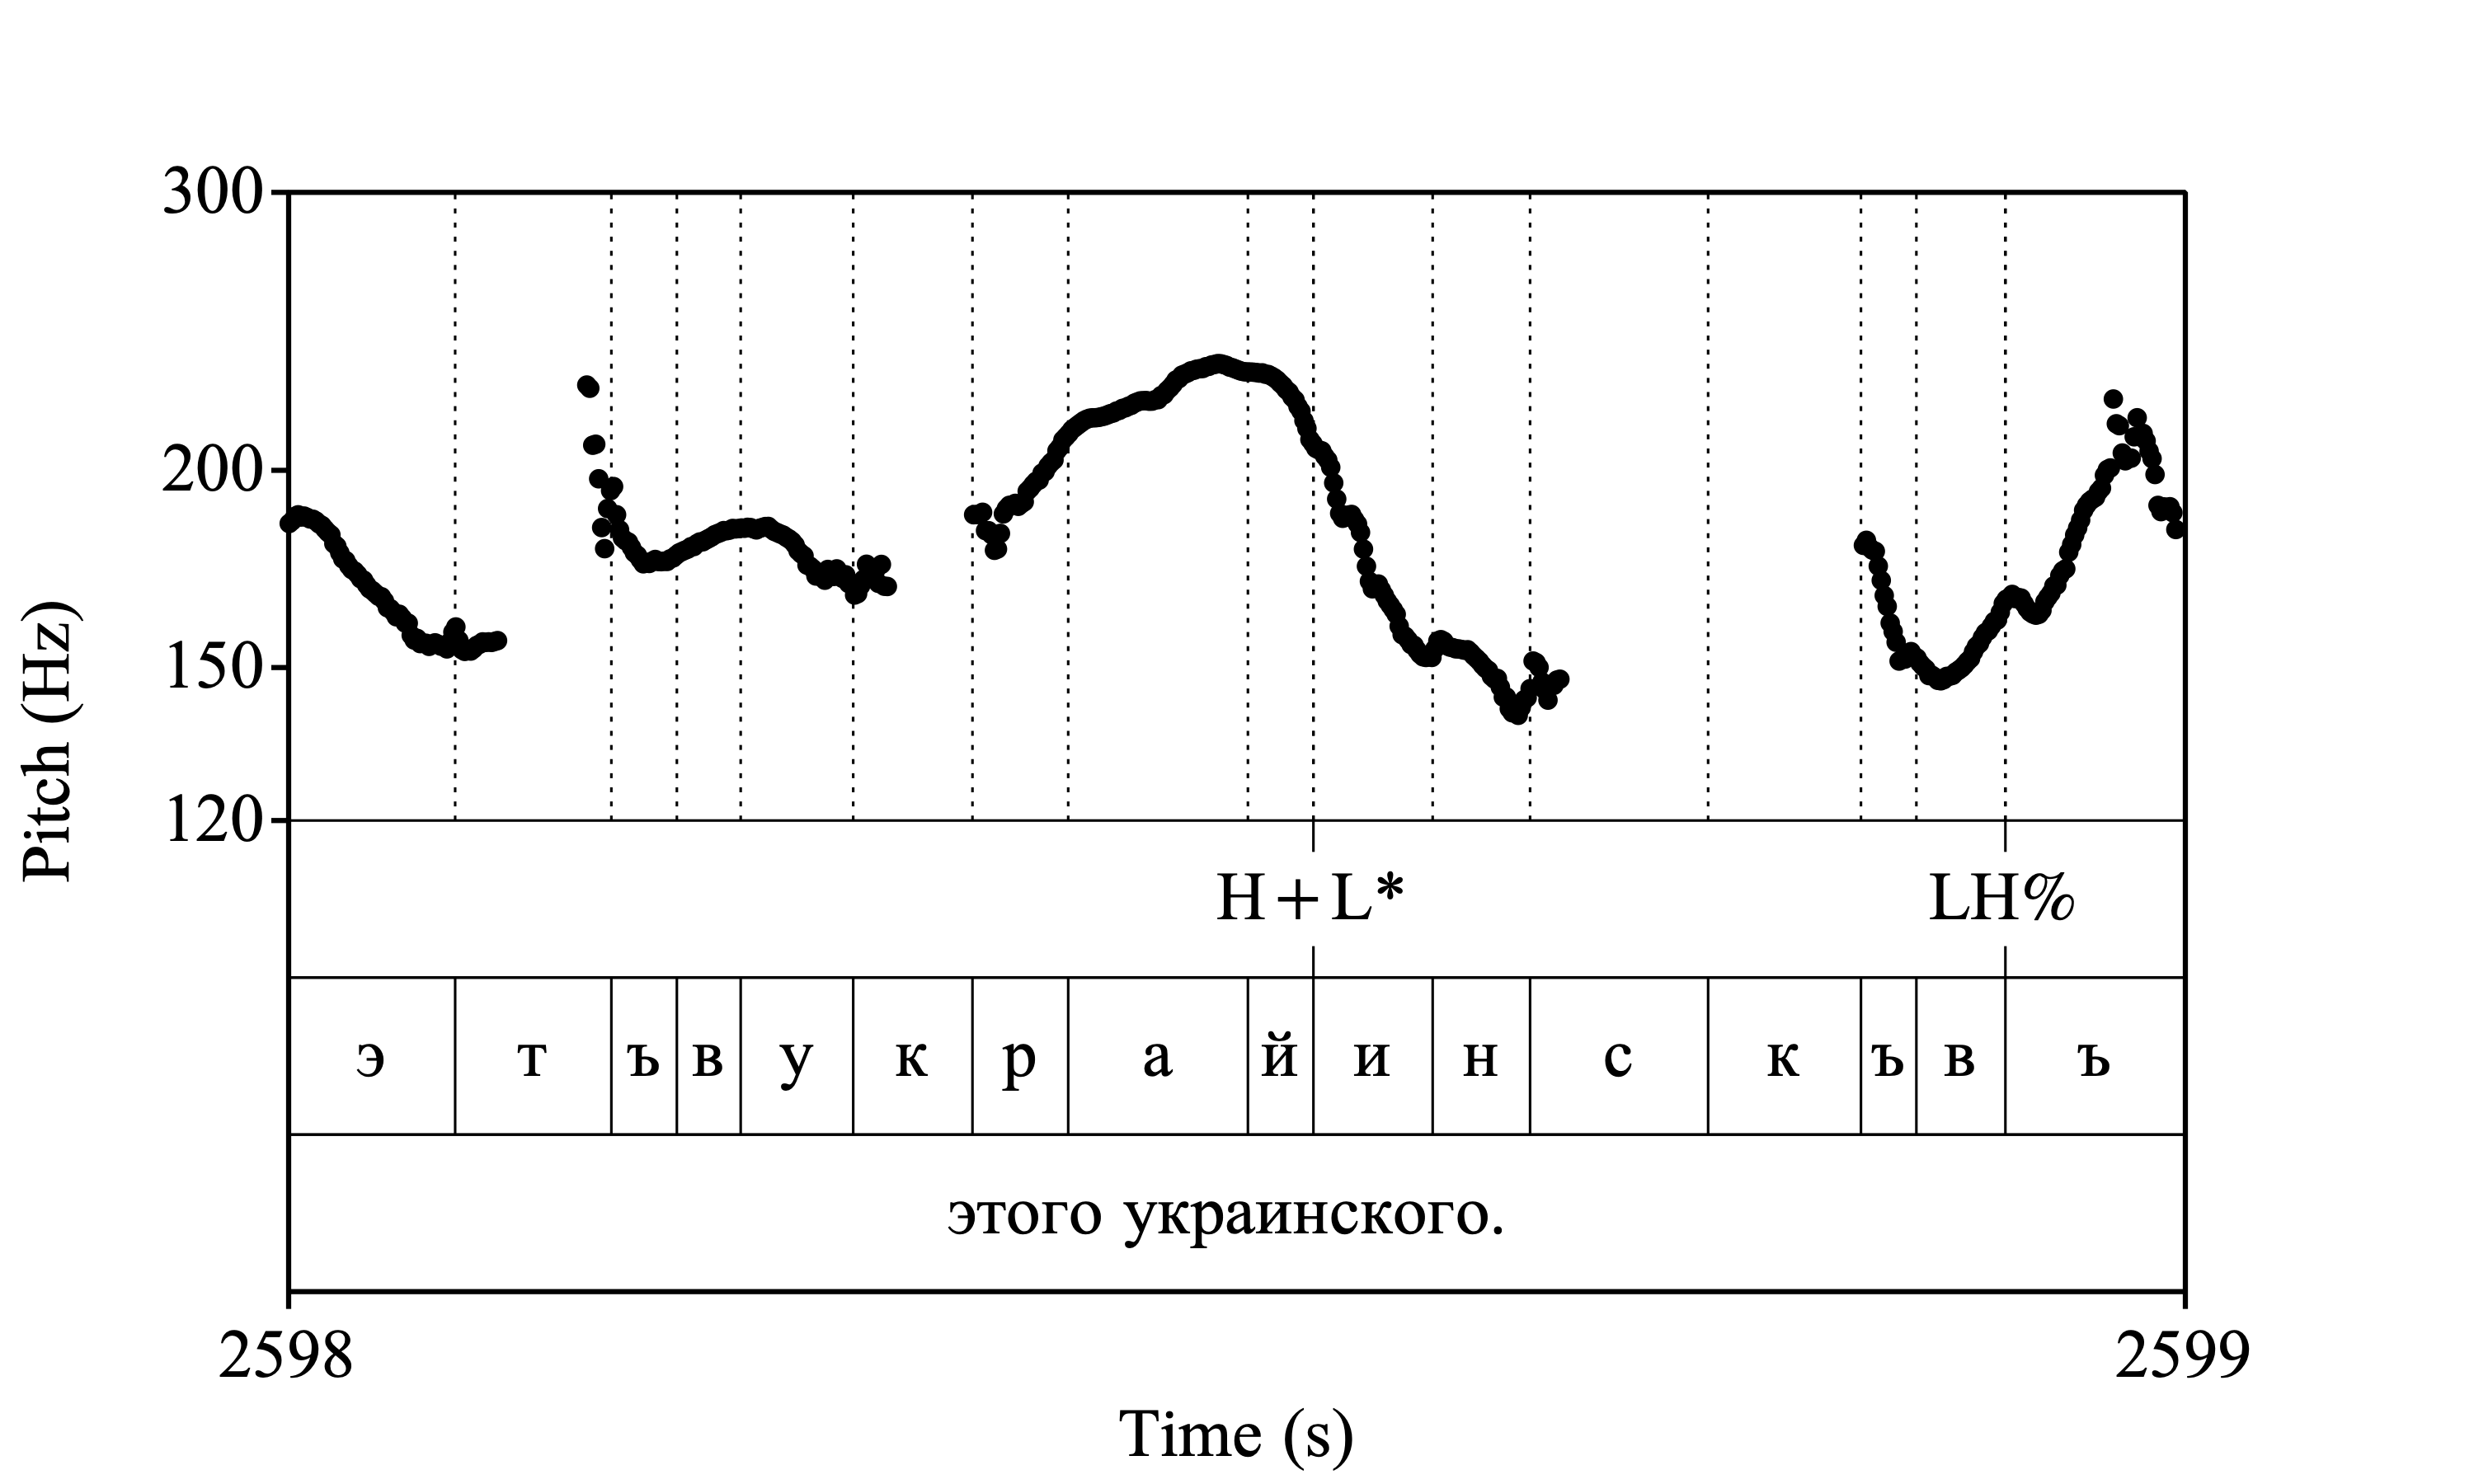 300
200
150
120
Pitch (Hz)
H+L* LH%
э т ъ в у к р а й и н с к ъ в ъ
этого украинского.
2598 2599
Time (s)